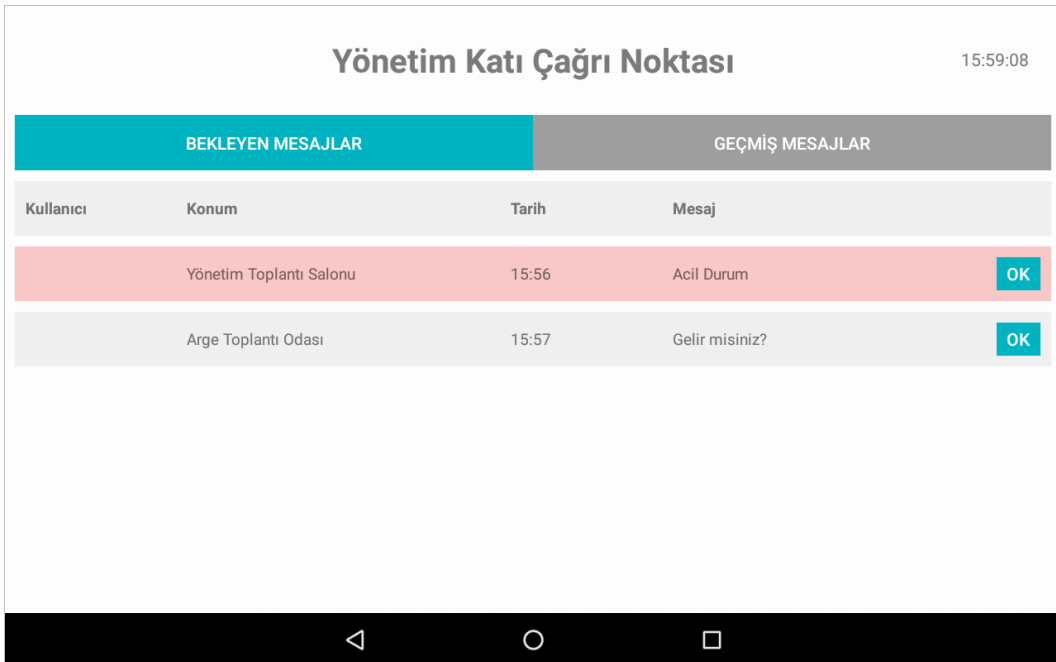 Yönetim Katı Çağrı Noktası 15:59:08
BEKLEYEN MESAJLAR GEÇMİŞ MESAJLAR
Kullanıcı Konum Tarih Mesaj
Yönetim Toplantı Salonu 15:56 Acil Durum OK
Arge Toplantı Odası 15:57 Gelir misiniz? OK